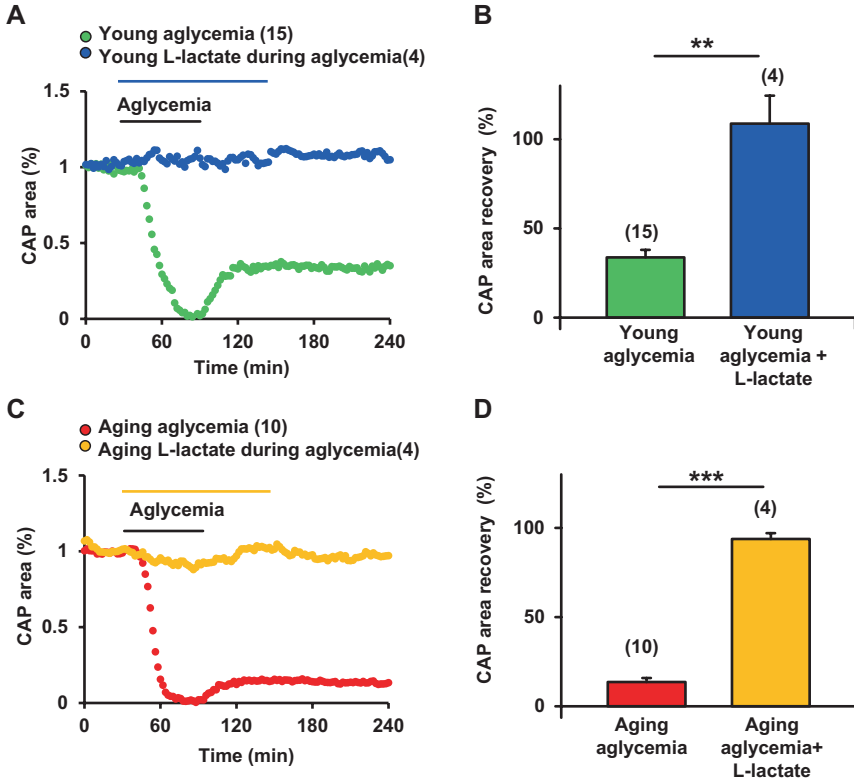 A
Young aglycemia (15)
Young L-lactate during aglycemia(4)
Aglycemia
1.5
1
0.5
0
CAP area (%)
0
60
120
180
240
Time (min)
B
**
(4)
(15)
100
50
0
CAP area recovery (%)
Young
aglycemia
Young
aglycemia +
L-lactate
C
Aging aglycemia (10)
Aging L-lactate during aglycemia(4)
Aglycemia
1.5
1
0.5
0
CAP area (%)
0
60
120
180
240
Time (min)
D
***
(4)
(10)
100
50
0
CAP area recovery (%)
Aging
aglycemia
Aging
aglycemia+
L-lactate